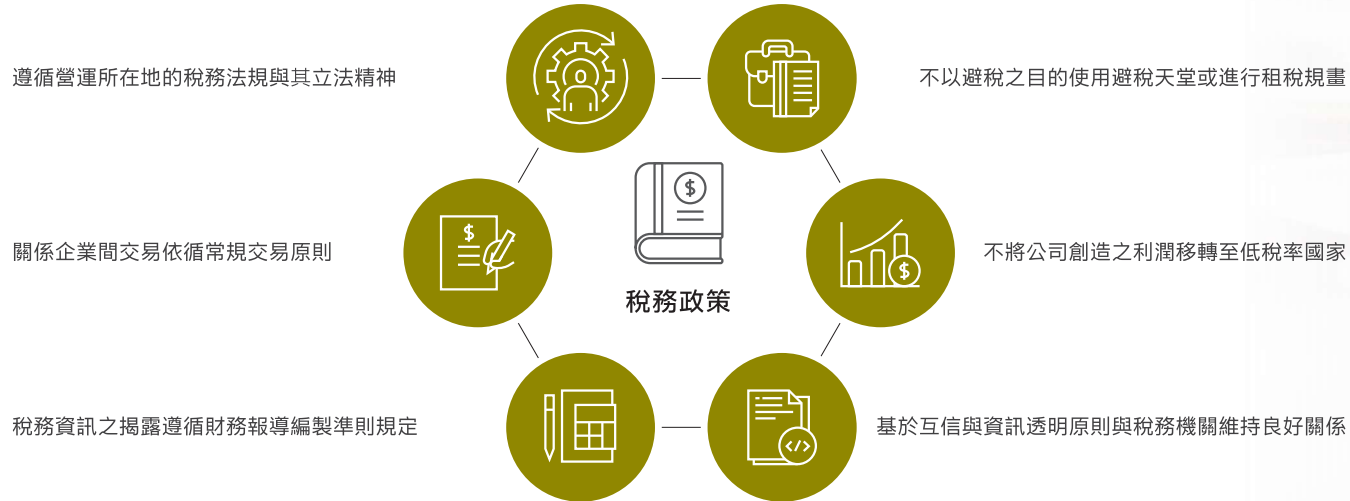 遵循營運所在地的稅務法規與其立法精神
不以避稅之目的使用避稅天堂或進行租稅規畫
關係企業間交易依循常規交易原則
不將公司創造之利潤移轉至低稅率國家
稅務政策
稅務資訊之揭露遵循財務報導編製準則規定
基於互信與資訊透明原則與稅務機關維持良好關係